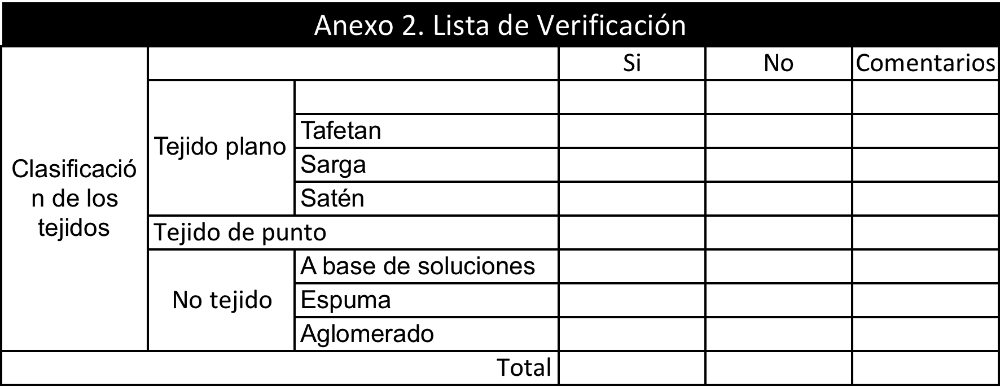 Anexo 2. Lista de Verificación
Si No Comentarios
Clasificació
n de los
tejidos
Tejido plano
Tafetan
Sarga
Satén
Tejido de punto
No tejido
A base de soluciones
Espuma
Aglomerado
Total